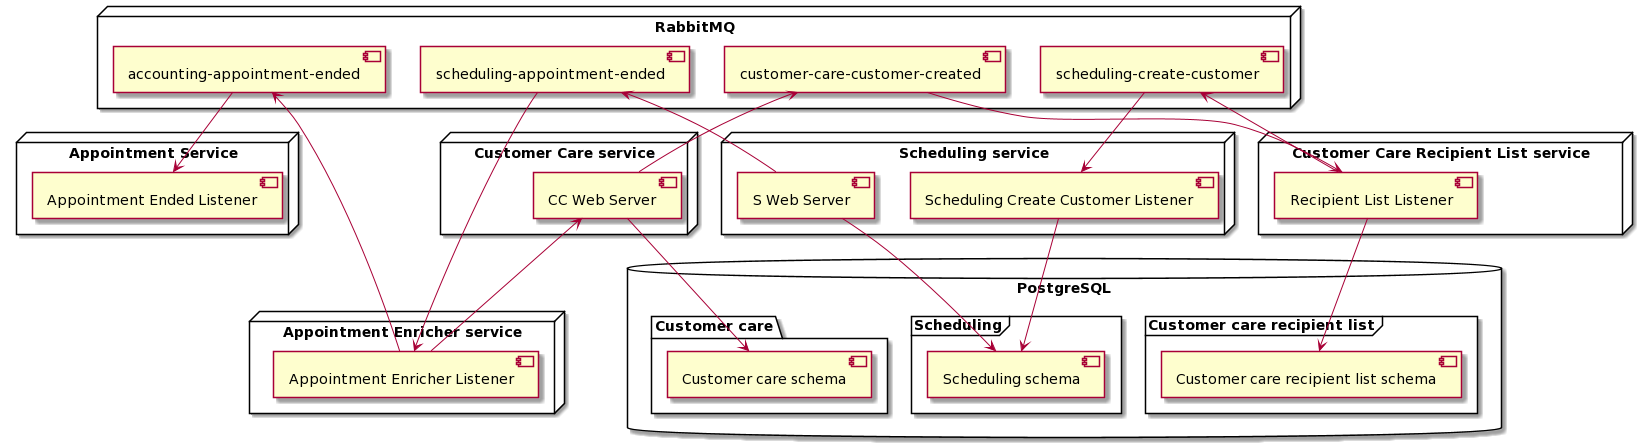 RabbitMQ
accounting-appointment-ended
scheduling-appointment-ended
customer-care-customer-created
scheduling-create-customer
Appointment Service
Customer Care service
Scheduling service
Customer Care Recipient List service
Appointment Ended Listener
CC Web Server
S Web Server
Scheduling Create Customer Listener
Recipient List Listener
PostgreSQL
Appointment Enricher service
Customer care
Scheduling
Customer care recipient list
Appointment Enricher Listener
Customer care schema
Scheduling schema
Customer care recipient list schema